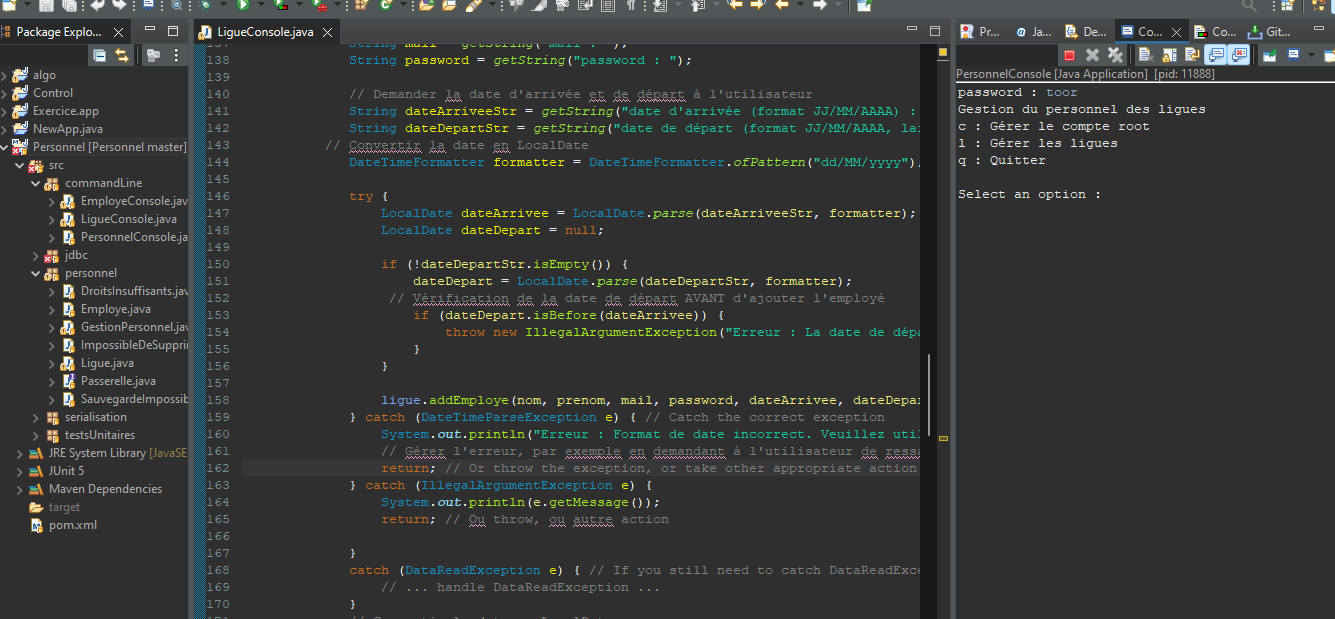 Package Explo...
LigueConsole.java
Pr...
Ja...
De...
Co...
Co...
Git...
algo
Control
Exercice.app
NewApp.java
Personnel [Personnel master]
src
commandLine
EmployeConsole.jav
LigueConsole.java
PersonnelConsole.ja
jdbc
personnel
DroitsInsuffisants.jav
Employe.java
GestionPersonnel.jav
ImpossibleDeSupprin
Ligue.java
Passerelle.java
SauvegardeImpossib
serialisation
testsUnitaires
JRE System Library [JavaSE
JUnit 5
Maven Dependencies
target
pom.xml
137 String mail = getString("mail : ");
138 String password = getString("password : ");
139
140 // Demander la date d'arrivée et de départ à l'utilisateur
141 String dateArriveeStr = getString("date d'arrivée (format JJ/MM/AAAA) :
142 String dateDepartStr = getString("date de départ (format JJ/MM/AAAA, lai
143 // Convertir la date en LocalDate
144 DateTimeFormatter formatter = DateTimeFormatter.ofPattern("dd/MM/yyyy").
145
146 try {
147 LocalDate dateArrivee = LocalDate.parse(dateArriveeStr, formatter);
148 LocalDate dateDepart = null;
149
150 if (!dateDepartStr.isEmpty()) {
151 dateDepart = LocalDate.parse(dateDepartStr, formatter);
152 // Vérification de la date de départ AVANT d'ajouter l'employé
153 if (dateDepart.isBefore(dateArrivee)) {
154 throw new IllegalArgumentException("Erreur : La date de dépa
155 }
156 }
157
158 ligue.addEmploye(nom, prenom, mail, password, dateArrivee, dateDepar
159 } catch (DateTimeParseException e) { // Catch the correct exception
160 System.out.println("Erreur : Format de date incorrect. Veuillez util
161 // Gérer l'erreur, par exemple en demandant à l'utilisateur de ressa
162 return; // Or throw the exception, or take other appropriate action
163 } catch (IllegalArgumentException e) {
164 System.out.println(e.getMessage());
165 return; // Ou throw, ou autre action
166
167 }
168 catch (DataReadException e) { // If you still need to catch DataReadExce
169 // ... handle DataReadException ...
170 }
PersonnelConsole [Java Application] [pid: 11888]
password : toor
Gestion du personnel des ligues
c : Gérer le compte root
l : Gérer les ligues
q : Quitter
Select an option :